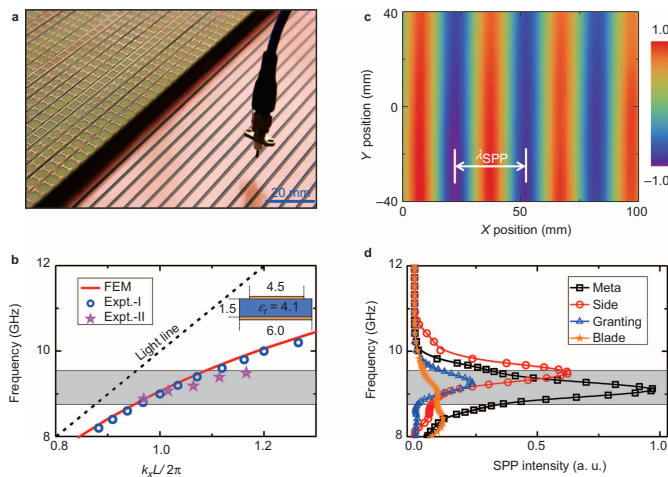 a
20 mm
c
Y position (mm)
40
0
−40
λSPP
0
50
100
X position (mm)
1.0
−1.0
b
Frequency (GHz)
12
10
8
FEM
Expt.-I
Expt.-II
Light line
4.5
1.5
εr = 4.1
6.0
0.8
1.0
1.2
kxL/2π
d
Frequency (GHz)
12
10
8
Meta
Side
Granting
Blade
0.0
0.5
1.0
SPP intensity (a. u.)